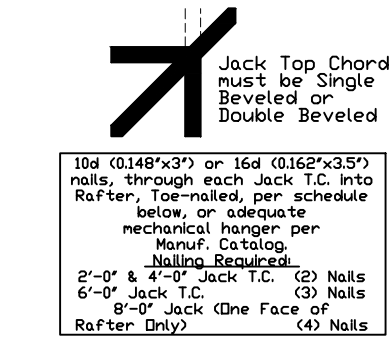 Jack Top Chord
must be Single
Beveled or
Double Beveled
10d (0.148"x3") or 16d (0.162"x3.5")
nails, through each Jack T.C. into
Rafter, Toe-nailed, per schedule
below, or adequate
mechanical hanger per
Manuf. Catalog.
Nailing Required:
2'-0" & 4'-0" Jack T.C. (2) Nails
6'-0" Jack T.C. (3) Nails
8'-0" Jack (One Face of
Rafter Only) (4) Nails